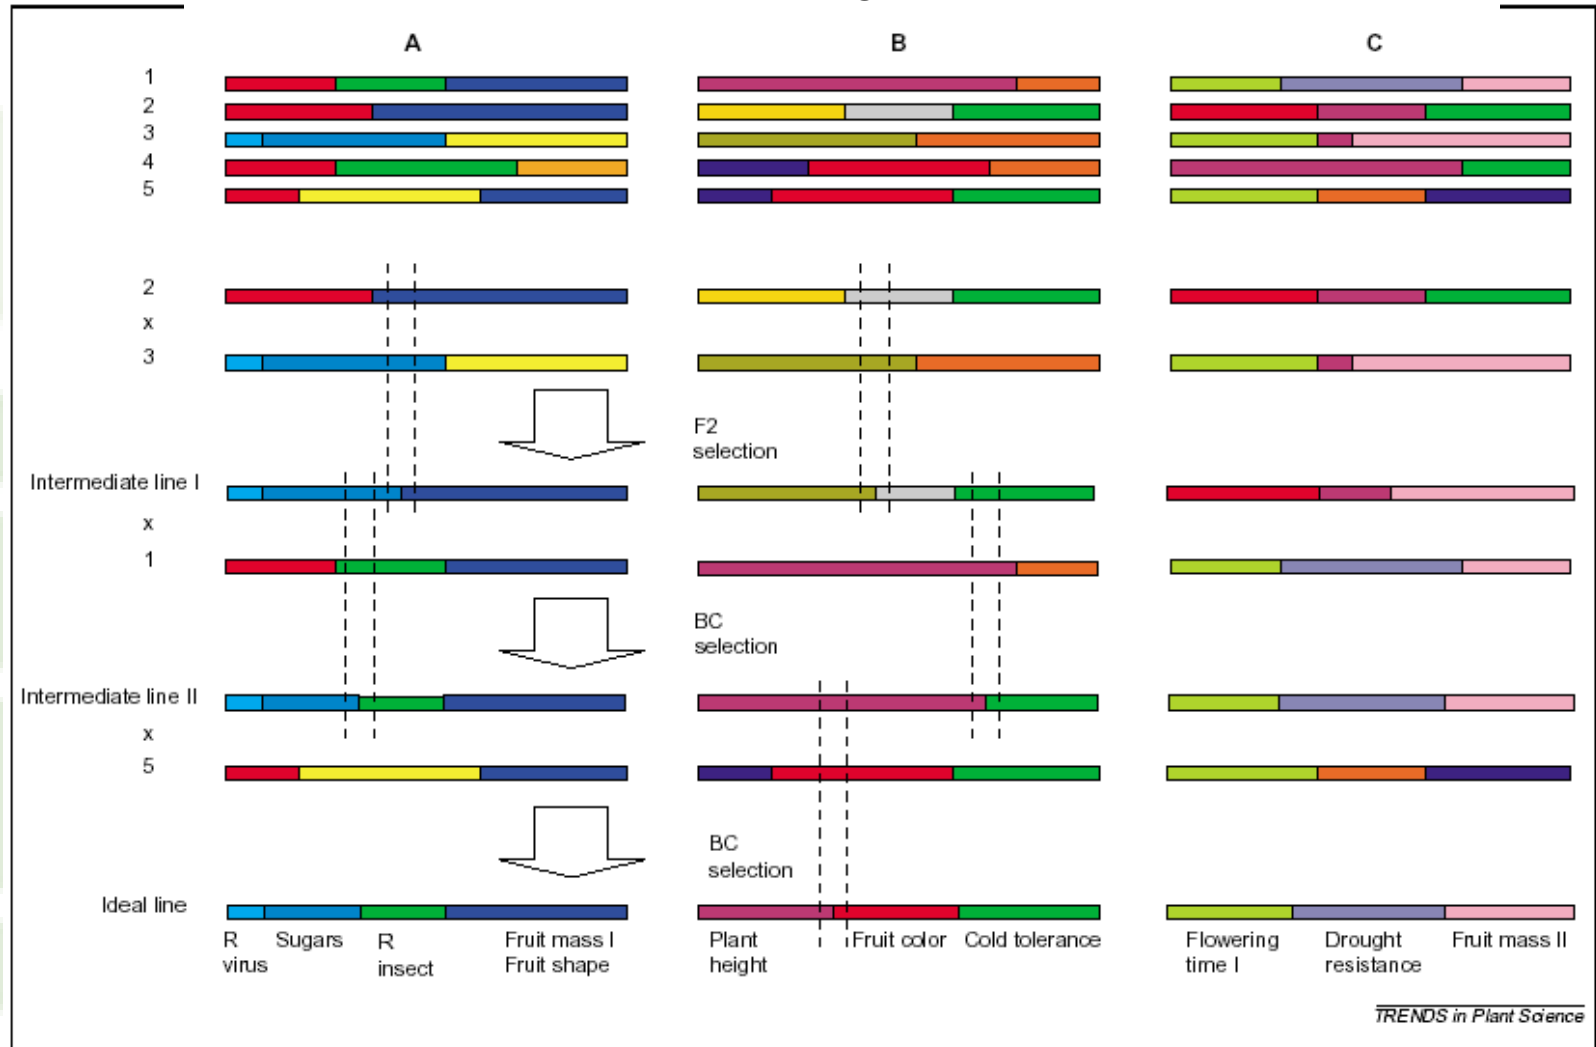 A B C
1
2
3
4
5
2
x
3
F2
selection
Intermediate line I
x
1
BC
selection
Intermediate line II
x
5
BC
selection
Ideal line
R Sugars R Fruit mass I Plant Fruit color Cold tolerance Flowering Drought Fruit mass II
virus insect Fruit shape height time I resistance
TRENDS in Plant Science